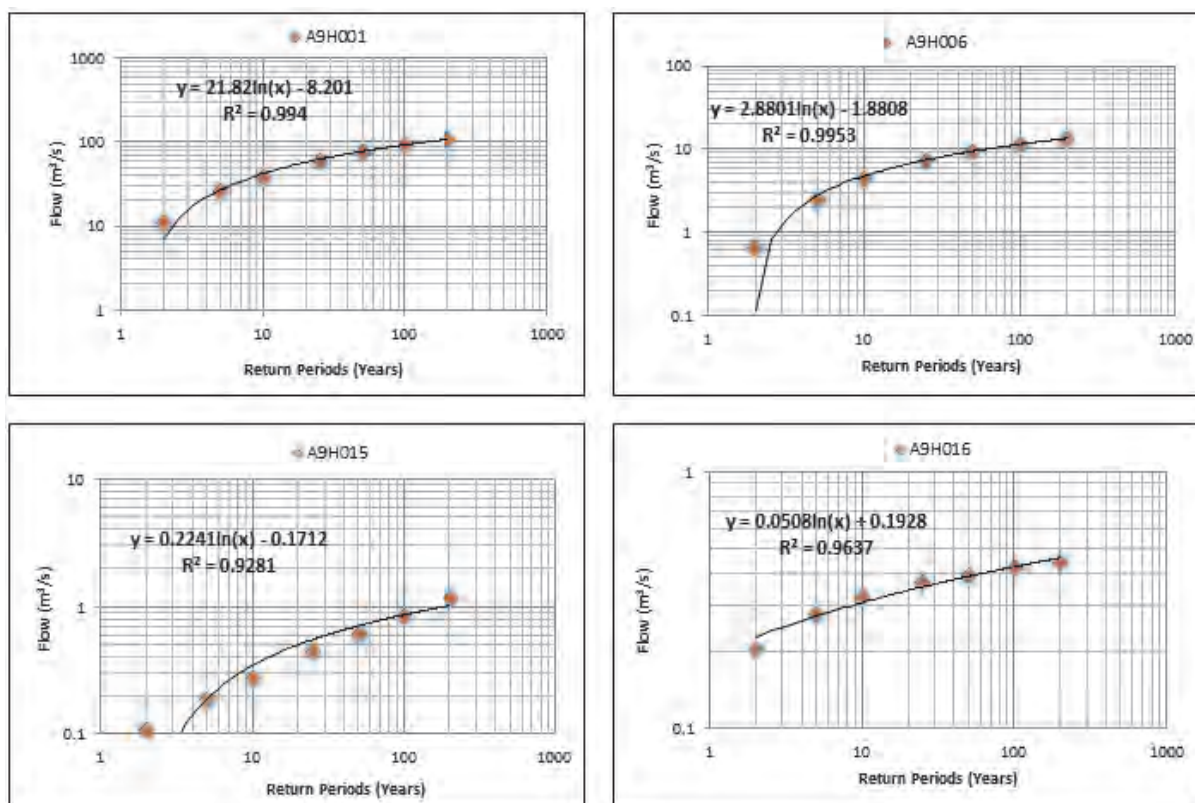 A9H001
1000
100
10
1
y = 21.82ln(x) - 8.201
R² = 0.994
Flow (m³/s)
1 10 100 1000
Return Periods (Years)
A9H006
100
10
1
0.1
y = 2.8801ln(x) - 1.8808
R² = 0.9953
Flow (m³/s)
1 10 100 1000
Return Periods (Years)
A9H015
10
1
0.1
y = 0.2241ln(x) - 0.1712
R² = 0.9281
Flow (m³/s)
1 10 100 1000
Return Periods (Years)
A9H016
1
0.1
y = 0.0508ln(x) + 0.1928
R² = 0.9637
Flow (m³/s)
1 10 100 1000
Return Periods (Years)